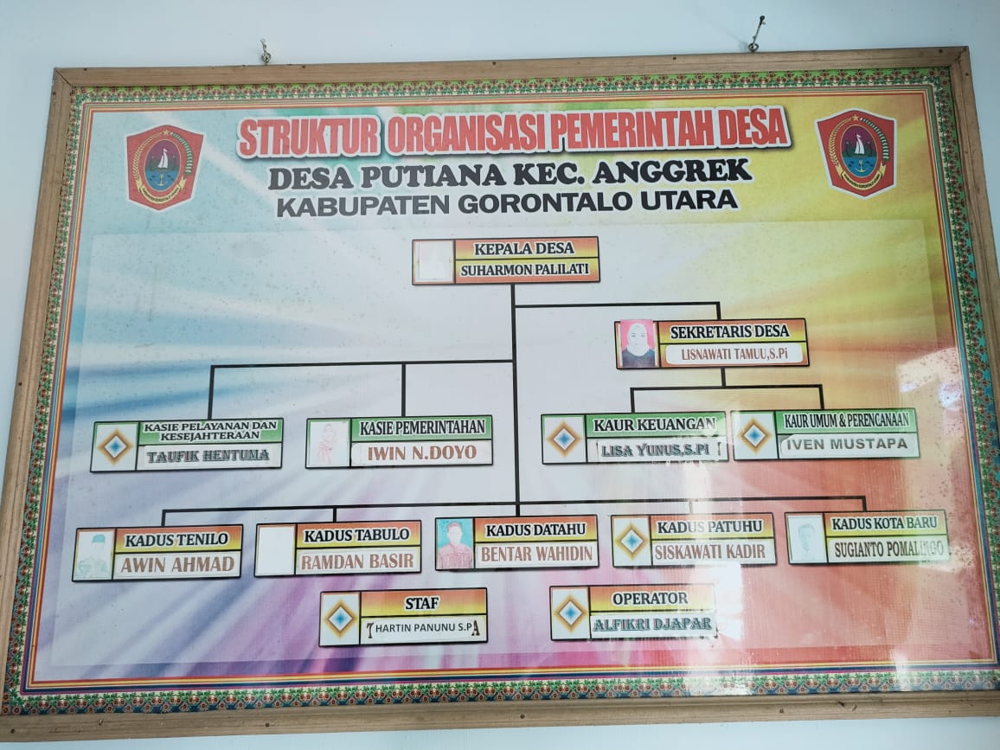 STRUKTUR ORGANISASI PEMERINTAH DESA
DESA PUTIANA KEC. ANGGREK
KABUPATEN GORONTALO UTARA
KEPALA DESA
SUHARMON PALILATI
SEKRETARIS DESA
LISNAWATI TAMUU,S.Pi
KASIE PELAYANAN DAN
KESEJAHTERAAN
TAUFIK HENTUMA
KASIE PEMERINTAHAN
IWIN N.DOYO
KAUR KEUANGAN
LISA YUNUS,S.PI
KAUR UMUM & PERENCANAAN
IVEN MUSTAPA
KADUS TENILO
AWIN AHMAD
KADUS TABULO
RAMDAN BASIR
KADUS DATAHU
BENTAR WAHIDIN
KADUS PATUHU
SISKAWATI KADIR
KADUS KOTA BARU
SUGIANTO POMALINGO
STAF
HARTIN PANUNU S.PA
OPERATOR
ALFIKRI DJAPAR